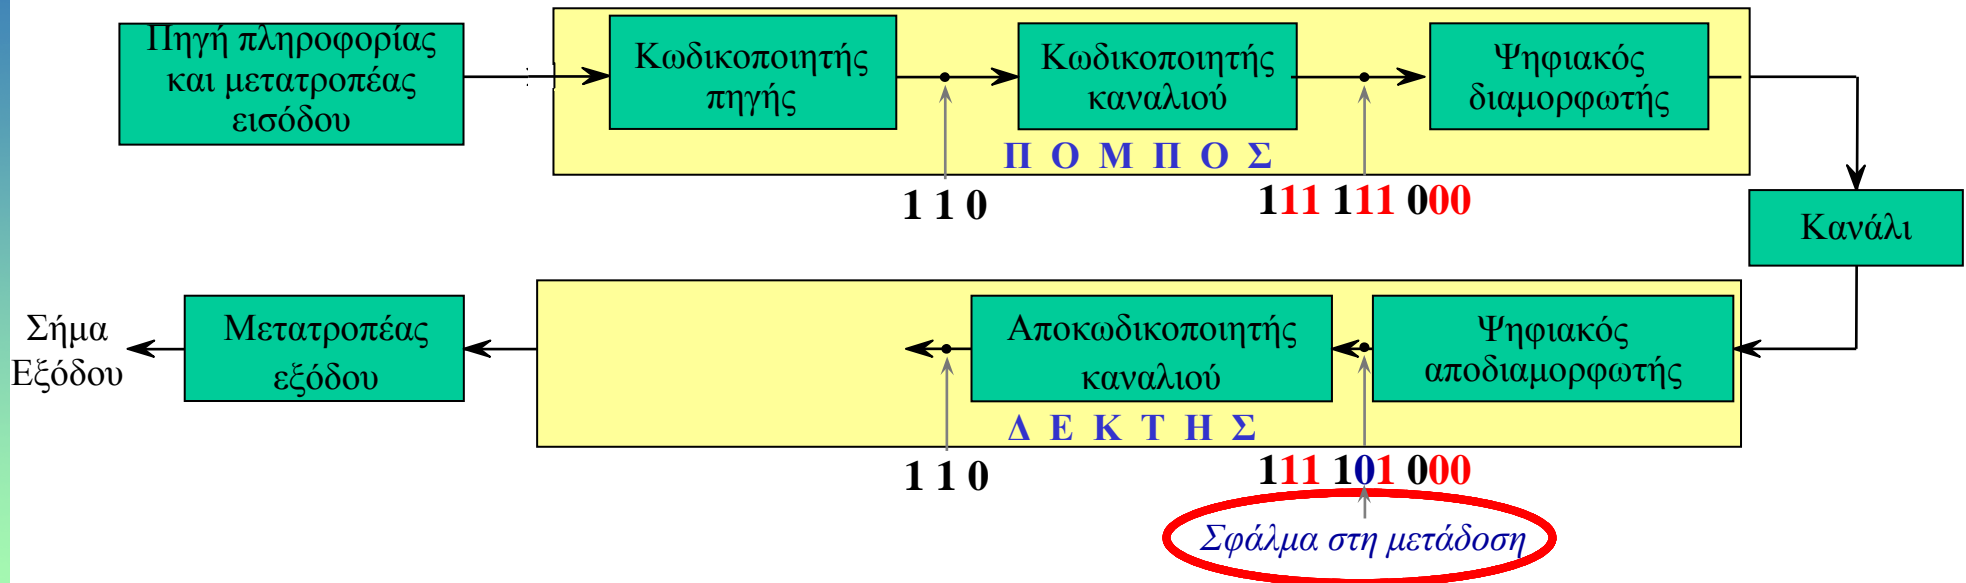 Πηγή πληροφορίας
και μετατροπέας
εισόδου
Κωδικοποιητής
πηγής
Κωδικοποιητής
καναλιού
Ψηφιακός
διαμορφωτής
Π Ο Μ Π Ο Σ
1 1 0
111 111 000
Κανάλι
Σήμα
Εξόδου
Μετατροπέας
εξόδου
Αποκωδικοποιητής
καναλιού
Ψηφιακός
αποδιαμορφωτής
Δ Ε Κ Τ Η Σ
1 1 0
111 101 000
Σφάλμα στη μετάδοση